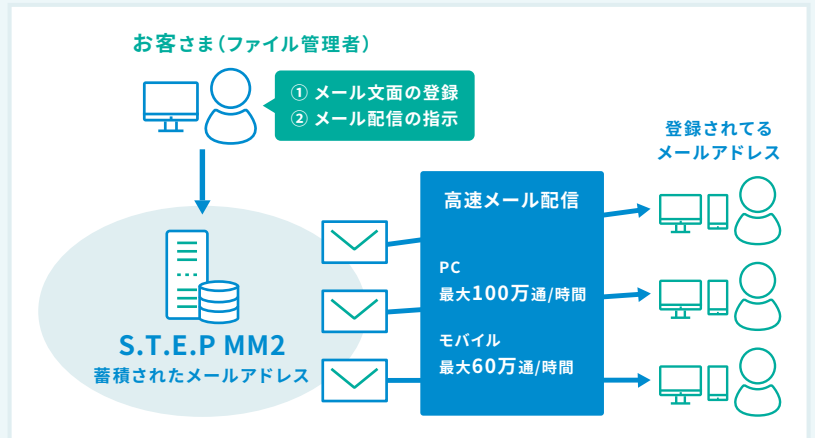 お客さま（ファイル管理者）
① メール文面の登録
② メール配信の指示
登録されてる
メールアドレス
高速メール配信
PC
最大100万通/時間
モバイル
最大60万通/時間
S.T.E.P MM2
蓄積されたメールアドレス